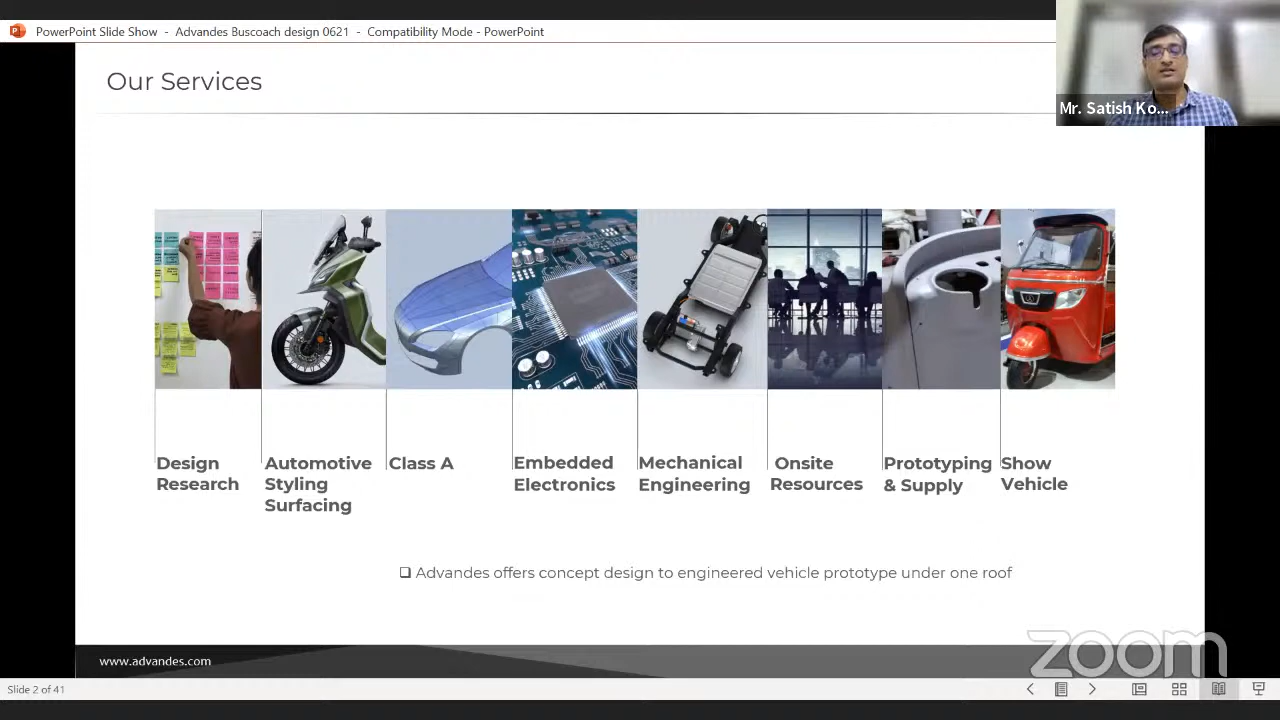 PowerPoint Slide Show - Advandes Buscoach design 0621 - Compatibility Mode - PowerPoint
Our Services
Mr. Satish Ko...
Design
Research
Automotive
Styling
Surfacing
Class A
Embedded
Electronics
Mechanical
Engineering
Onsite
Resources
Prototyping
& Supply
Show
Vehicle
❑ Advandes offers concept design to engineered vehicle prototype under one roof
www.advandes.com
zoom
Slide 2 of 41